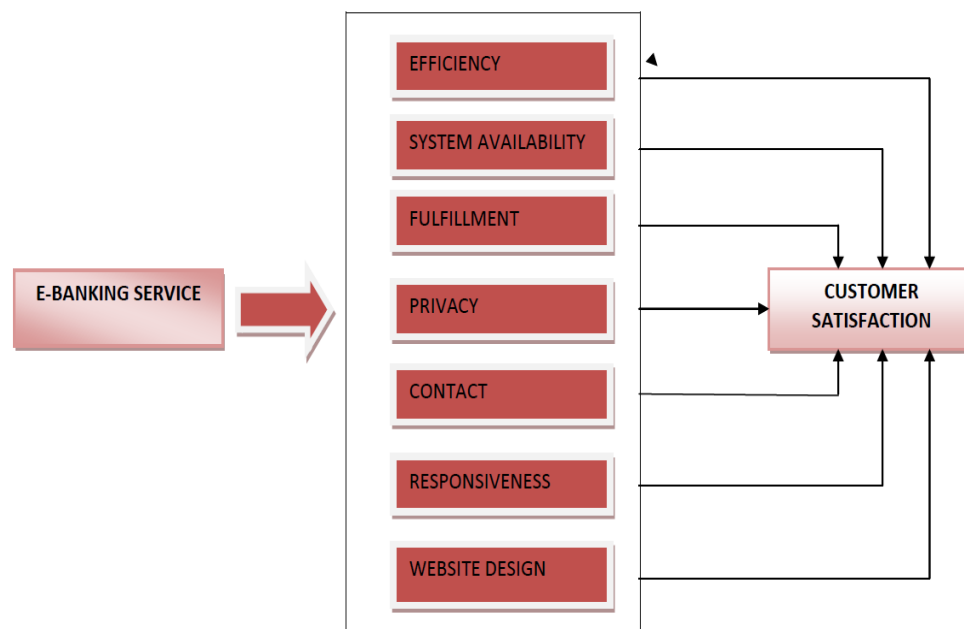 EFFICIENCY
SYSTEM AVAILABILITY
FULFILLMENT
E-BANKING SERVICE
PRIVACY
CUSTOMER
SATISFACTION
CONTACT
RESPONSIVENESS
WEBSITE DESIGN